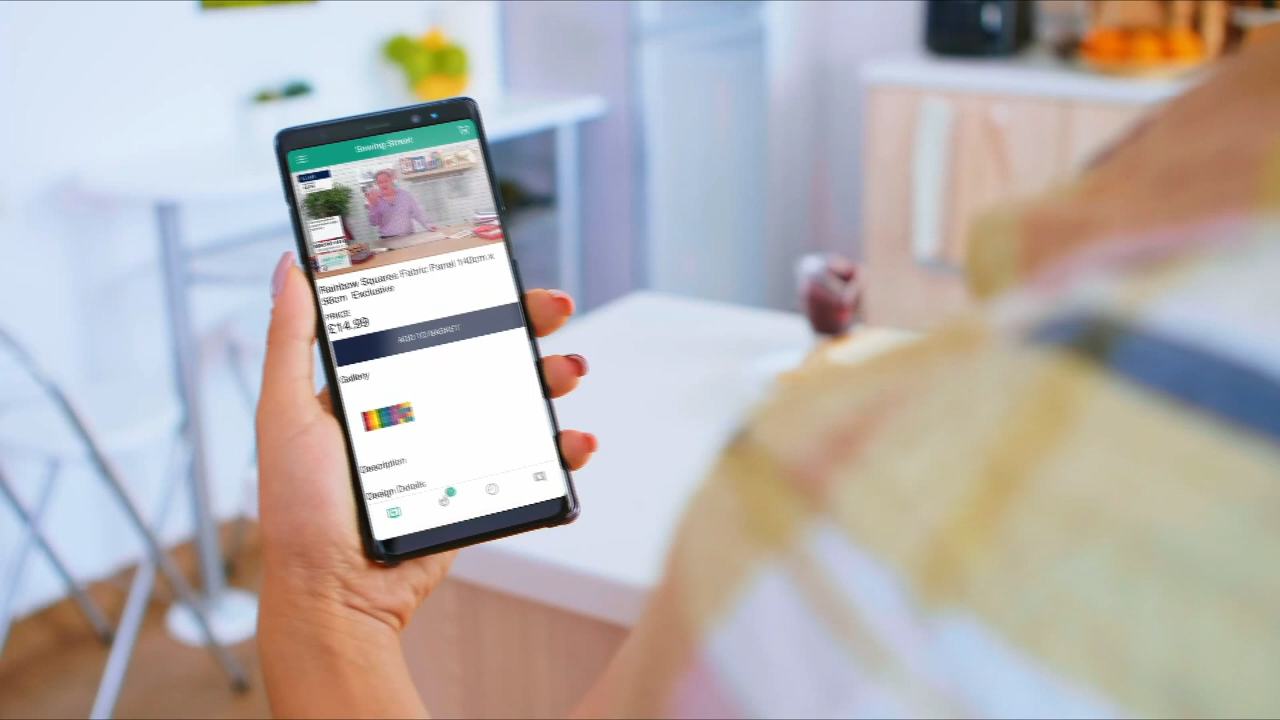 Sewing Street
Rainbow Squares Fabric Panel 140cm x
58cm Exclusive
PRICE:
£14.99
ADD TO BASKET
Gallery
Description
Design Details: